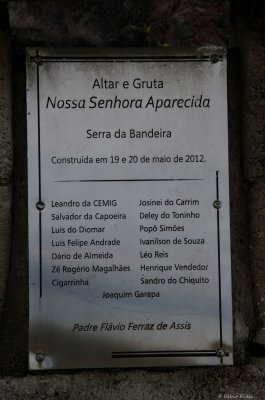 Altar e Gruta
Nossa Senhora Aparecida
Serra da Bandeira
Construída em 19 e 20 de maio de 2012.
Leandro da CEMIG
Salvador da Capoeira
Luis do Diomar
Luis Felipe Andrade
Dário de Almeida
Zé Rogério Magalhães
Cigarrinha
Josinei do Carrim
Deley do Toninho
Popô Simões
Ivanilson de Souza
Léo Reis
Henrique Vendedor
Sandro do Chiquito
Joaquim Garapa
Padre Flávio Ferraz de Assis